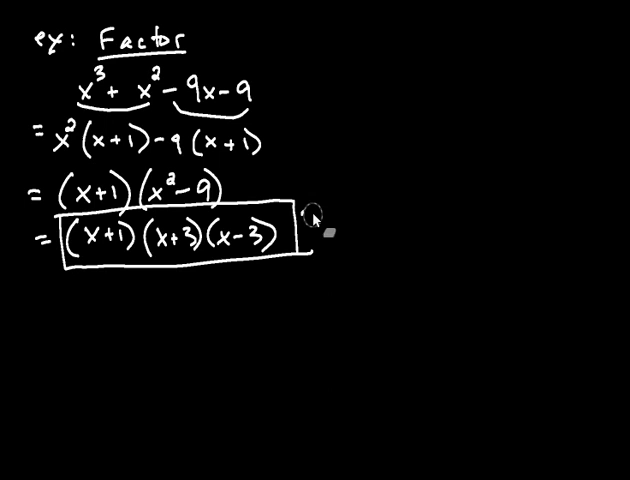 ex: Factor
x³ + x² - 9x - 9
= x²(x+1) - 9(x+1)
= (x+1)(x² - 9)
= (x+1)(x+3)(x-3)